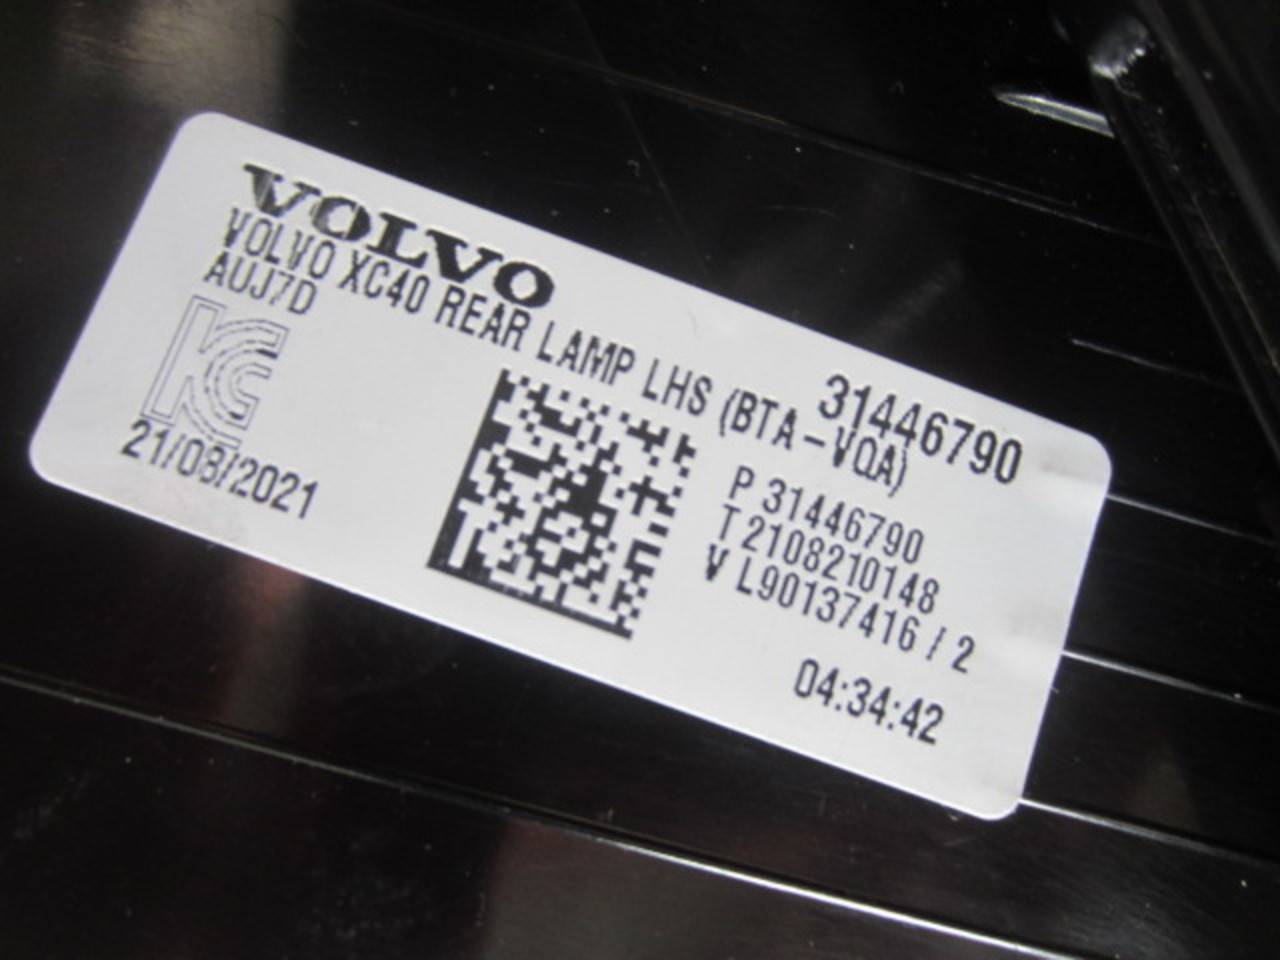 VOLVO
VOLVO XC40 REAR LAMP LHS (BTA-VQA)
31446790
AUJ7D
KC
21/08/2021
P 31446790
T 2108210148
V L90137416 / 2
04:34:42